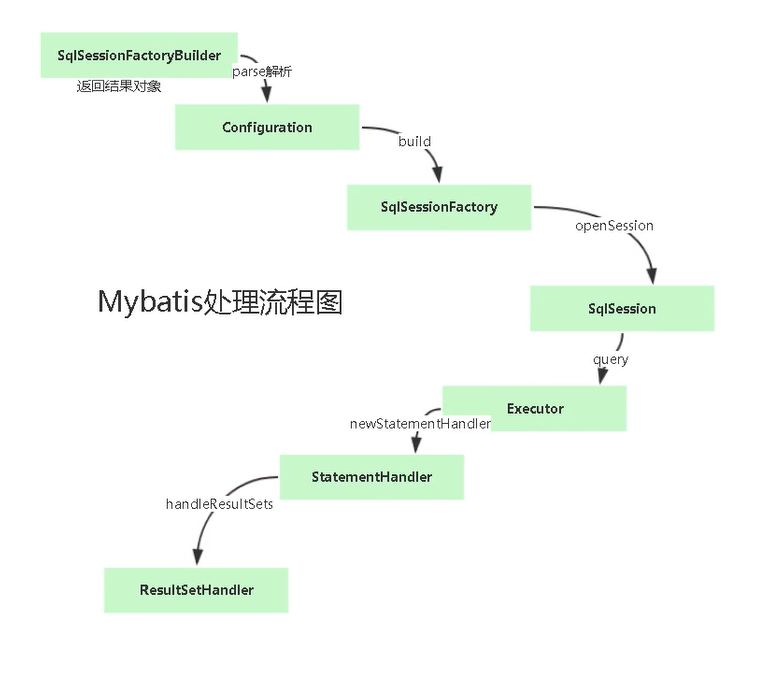 SqlSessionFactoryBuilder
parse解析
返回结果对象
Configuration
build
SqlSessionFactory
openSession
Mybatis处理流程图
SqlSession
query
Executor
newStatementHandler
StatementHandler
handleResultSets
ResultSetHandler